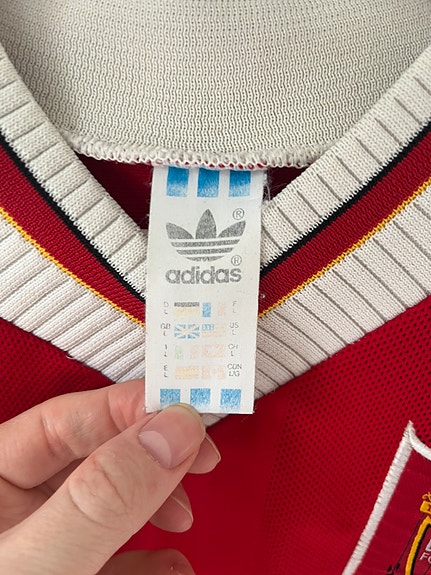 ® 
®
adidas
D L F L
GB L US L
I L CH L
E L CDN L/G